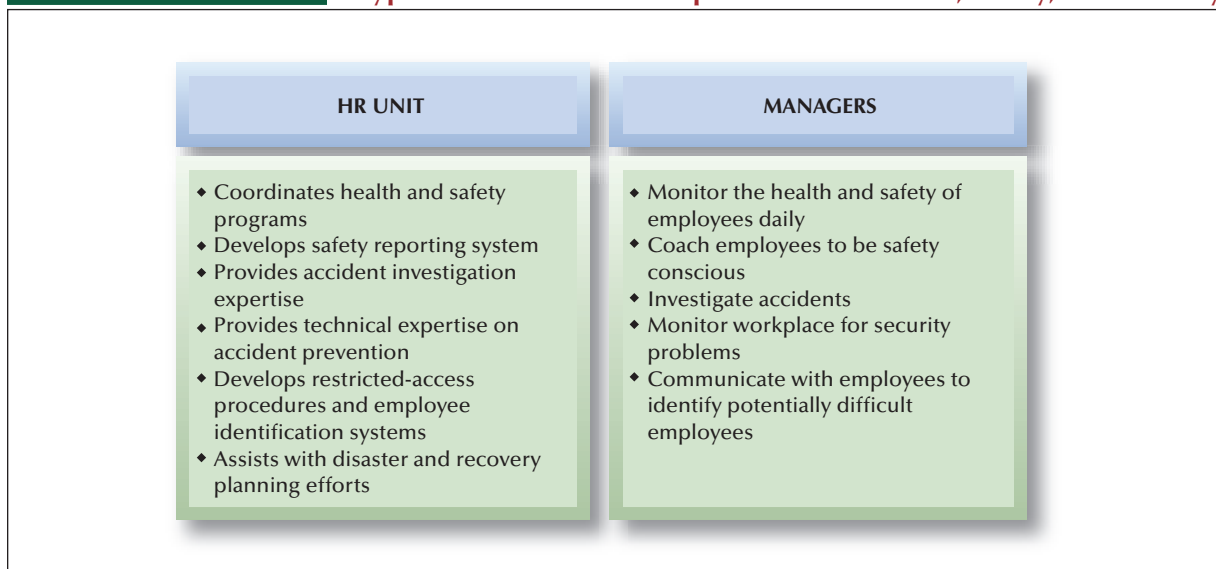 HR UNIT
◆ Coordinates health and safety
programs
◆ Develops safety reporting system
◆ Provides accident investigation
expertise
◆ Provides technical expertise on
accident prevention
◆ Develops restricted-access
procedures and employee
identification systems
◆ Assists with disaster and recovery
planning efforts
MANAGERS
◆ Monitor the health and safety of
employees daily
◆ Coach employees to be safety
conscious
◆ Investigate accidents
◆ Monitor workplace for security
problems
◆ Communicate with employees to
identify potentially difficult
employees